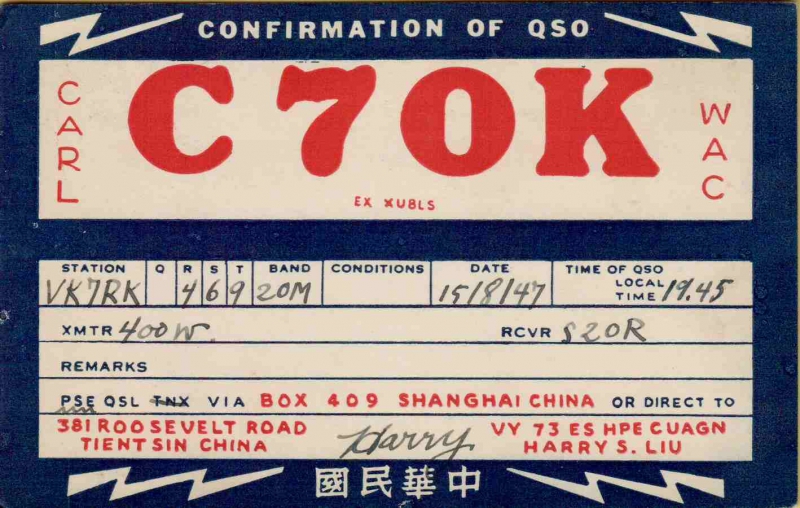 CONFIRMATION OF QSO
CARL
C7OK
WAC
EX XU8LS
STATION Q R S T BAND CONDITIONS DATE TIME OF QSO
LOCAL TIME 19.45
VK7RK 4 6 9 20M 15/8/47
XMTR 400W. RCVR S20R
REMARKS
PSE QSL TNX VIA BOX 409 SHANGHAI CHINA OR DIRECT TO
381 ROOSEVELT ROAD
TIENTSIN CHINA
Harry
VY 73 ES HPE CUAGN
HARRY S. LIU
國民華中